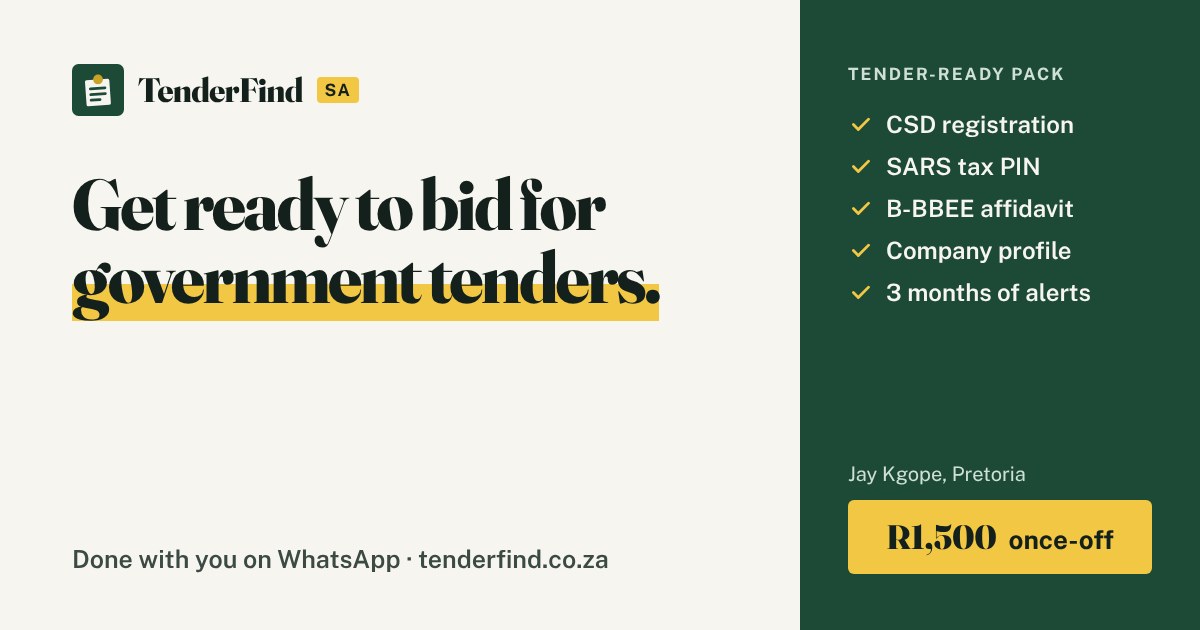 TenderFind SA
Get ready to bid for
government tenders.
Done with you on WhatsApp · tenderfind.co.za
TENDER-READY PACK
CSD registration
SARS tax PIN
B-BBEE affidavit
Company profile
3 months of alerts
Jay Kgope, Pretoria
R1,500 once-off